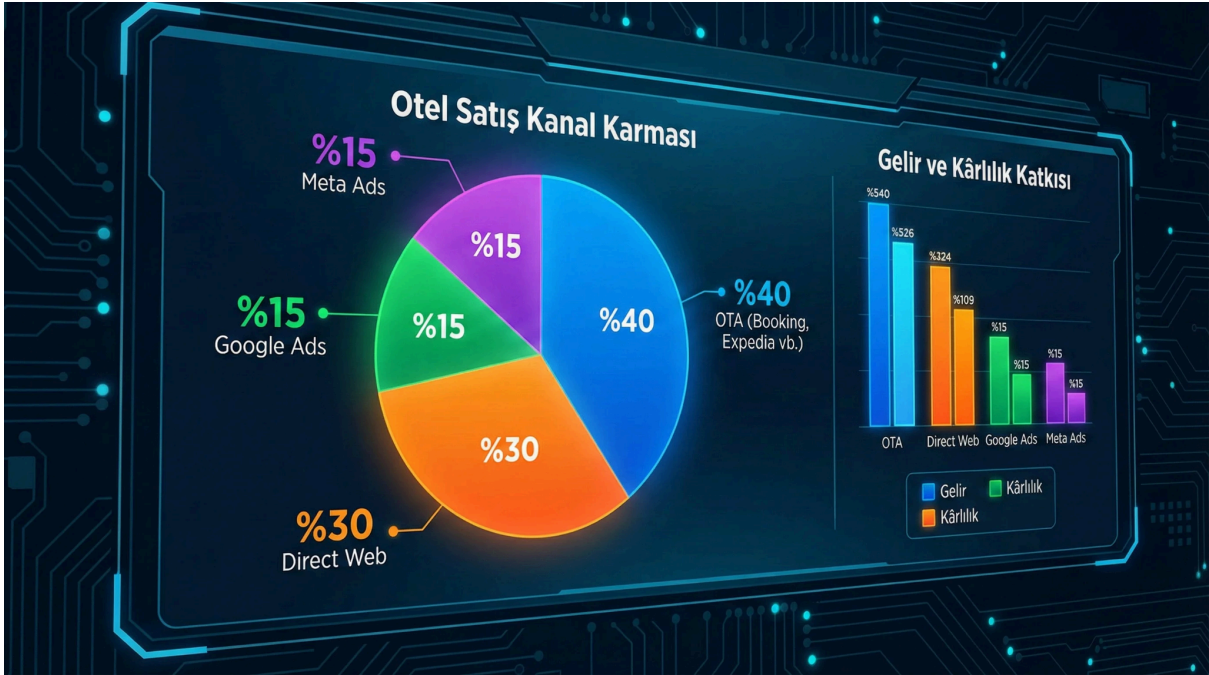 Otel Satış Kanal Karması
%15
Meta Ads
%15
%15
Google Ads
%15
%40
%40
OTA (Booking,
Expedia vb.)
%30
%30
Direct Web
Gelir ve Kârlılık Katkısı
%540
%526
%324
%109
%15
%15
%15
%15
OTA
Direct Web
Google Ads
Meta Ads
Gelir
Kârlılık
Kârlılık